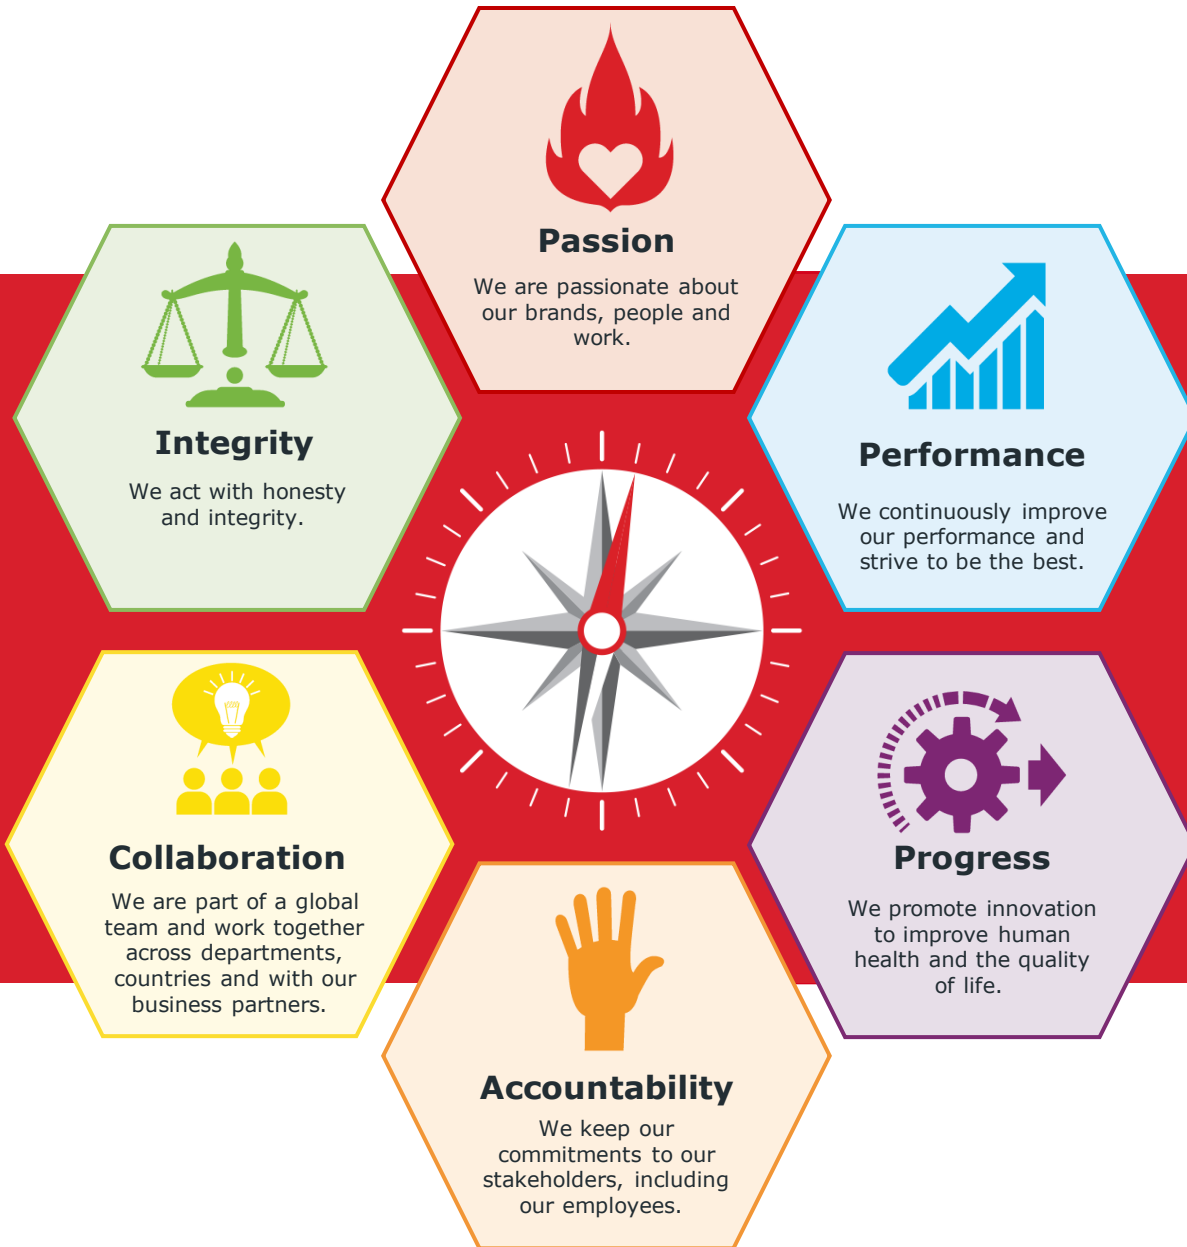 Passion
We are passionate about
our brands, people and
work.
Integrity
We act with honesty
and integrity.
Performance
We continuously improve
our performance and
strive to be the best.
Collaboration
We are part of a global
team and work together
across departments,
countries and with our
business partners.
Progress
We promote innovation
to improve human
health and the quality
of life.
Accountability
We keep our
commitments to our
stakeholders, including
our employees.